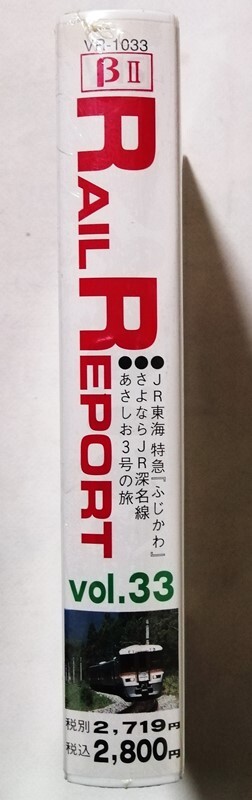 VR-1033
βII
RAIL REPORT
●JR東海 特急『ふじかわ』
●さよならJR深名線
●あさしお3号の旅
vol.33
税別2,719円
税込2,800円